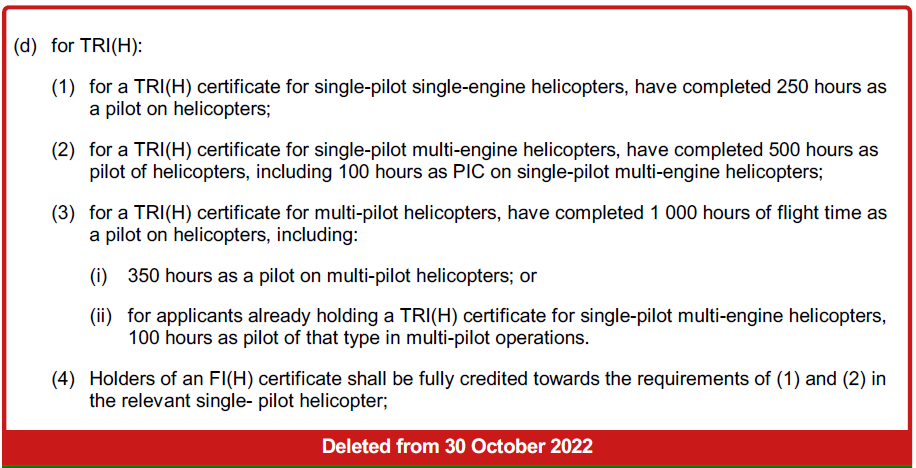 (d) for TRI(H):
(1) for a TRI(H) certificate for single-pilot single-engine helicopters, have completed 250 hours as
a pilot on helicopters;
(2) for a TRI(H) certificate for single-pilot multi-engine helicopters, have completed 500 hours as
pilot of helicopters, including 100 hours as PIC on single-pilot multi-engine helicopters;
(3) for a TRI(H) certificate for multi-pilot helicopters, have completed 1 000 hours of flight time as
a pilot on helicopters, including:
(i) 350 hours as a pilot on multi-pilot helicopters; or
(ii) for applicants already holding a TRI(H) certificate for single-pilot multi-engine helicopters,
100 hours as pilot of that type in multi-pilot operations.
(4) Holders of an FI(H) certificate shall be fully credited towards the requirements of (1) and (2) in
the relevant single- pilot helicopter;
Deleted from 30 October 2022